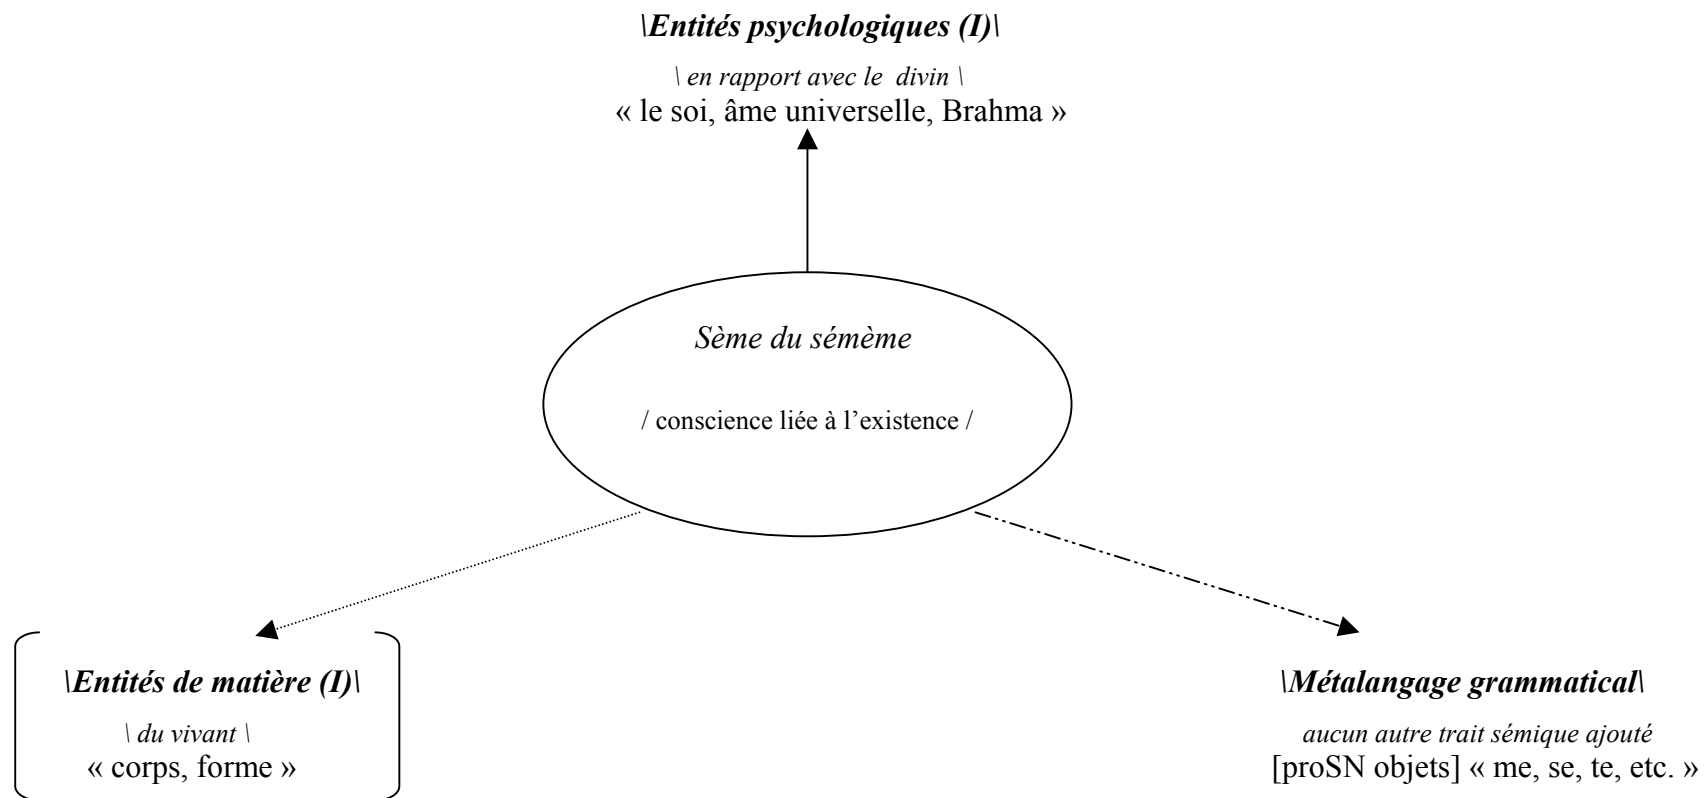 \Entités psychologiques (I)\
\ en rapport avec le divin \
« le soi, âme universelle, Brahma »
Sème du sémème
/ conscience liée à l’existence /
\Entités de matière (I)\
\ du vivant \
« corps, forme »
\Métalangage grammatical\
aucun autre trait sémique ajouté
[proSN objets] « me, se, te, etc. »